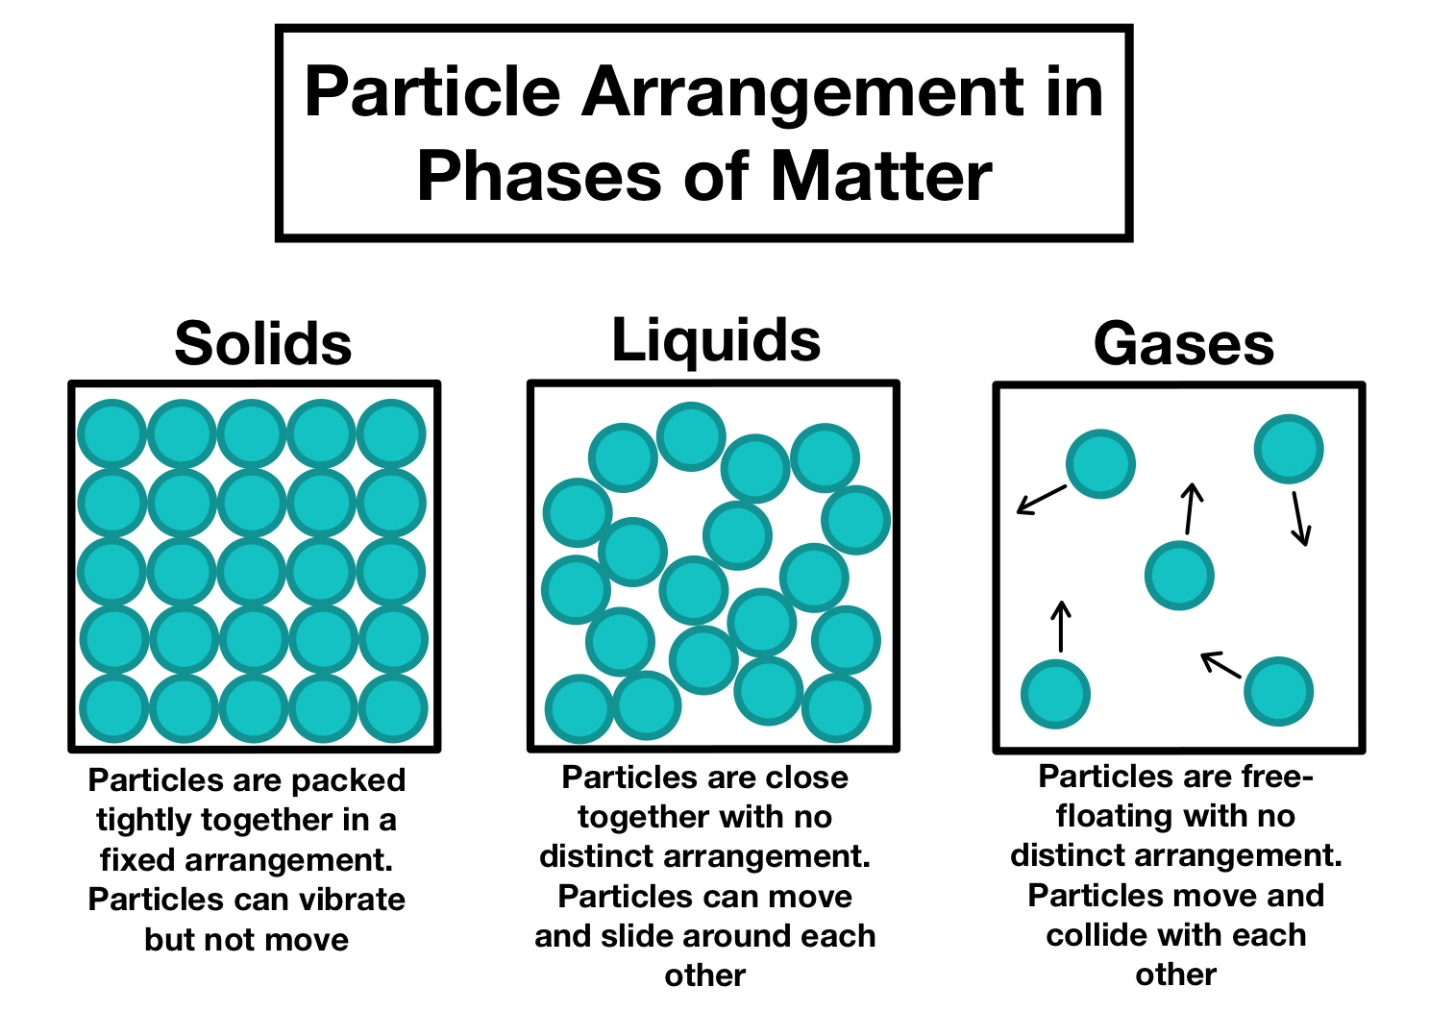 Particle Arrangement in
Phases of Matter
Solids
Particles are packed
tightly together in a
fixed arrangement.
Particles can vibrate
but not move
Liquids
Particles are close
together with no
distinct arrangement.
Particles can move
and slide around each
other
Gases
Particles are free-
floating with no
distinct arrangement.
Particles move and
collide with each
other